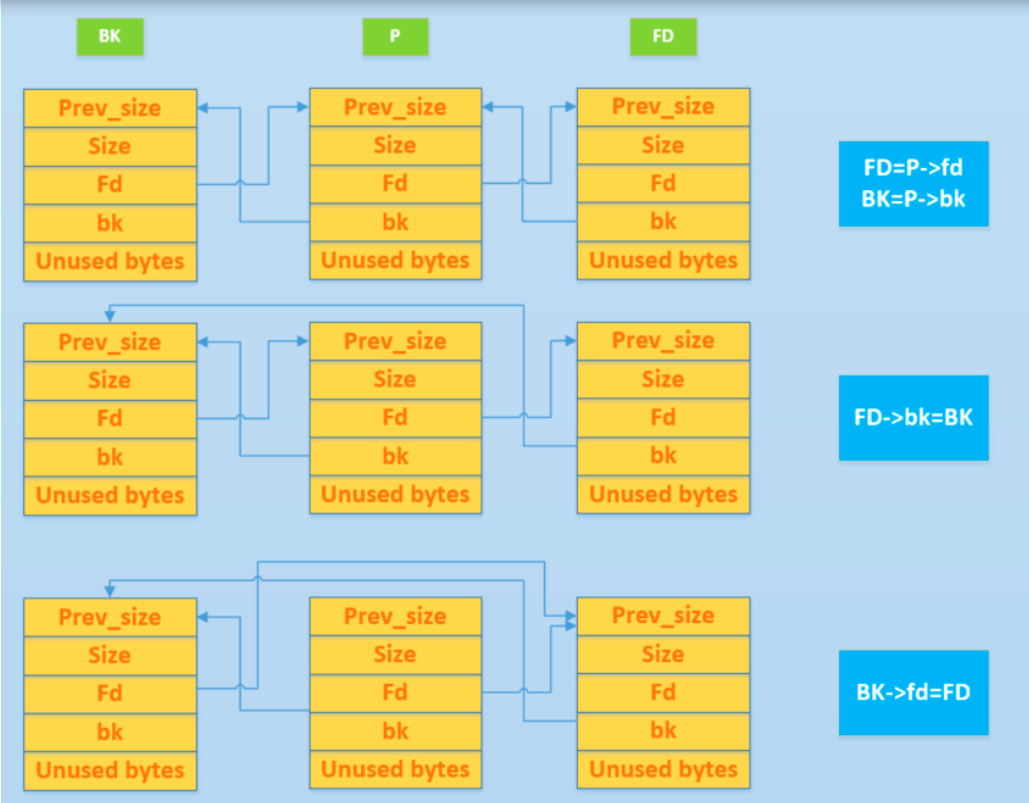 BK
P
FD
Prev_size
Size
Fd
bk
Unused bytes
Prev_size
Size
Fd
bk
Unused bytes
Prev_size
Size
Fd
bk
Unused bytes
FD=P->fd
BK=P->bk
Prev_size
Size
Fd
bk
Unused bytes
Prev_size
Size
Fd
bk
Unused bytes
Prev_size
Size
Fd
bk
Unused bytes
FD->bk=BK
Prev_size
Size
Fd
bk
Unused bytes
Prev_size
Size
Fd
bk
Unused bytes
Prev_size
Size
Fd
bk
Unused bytes
BK->fd=FD